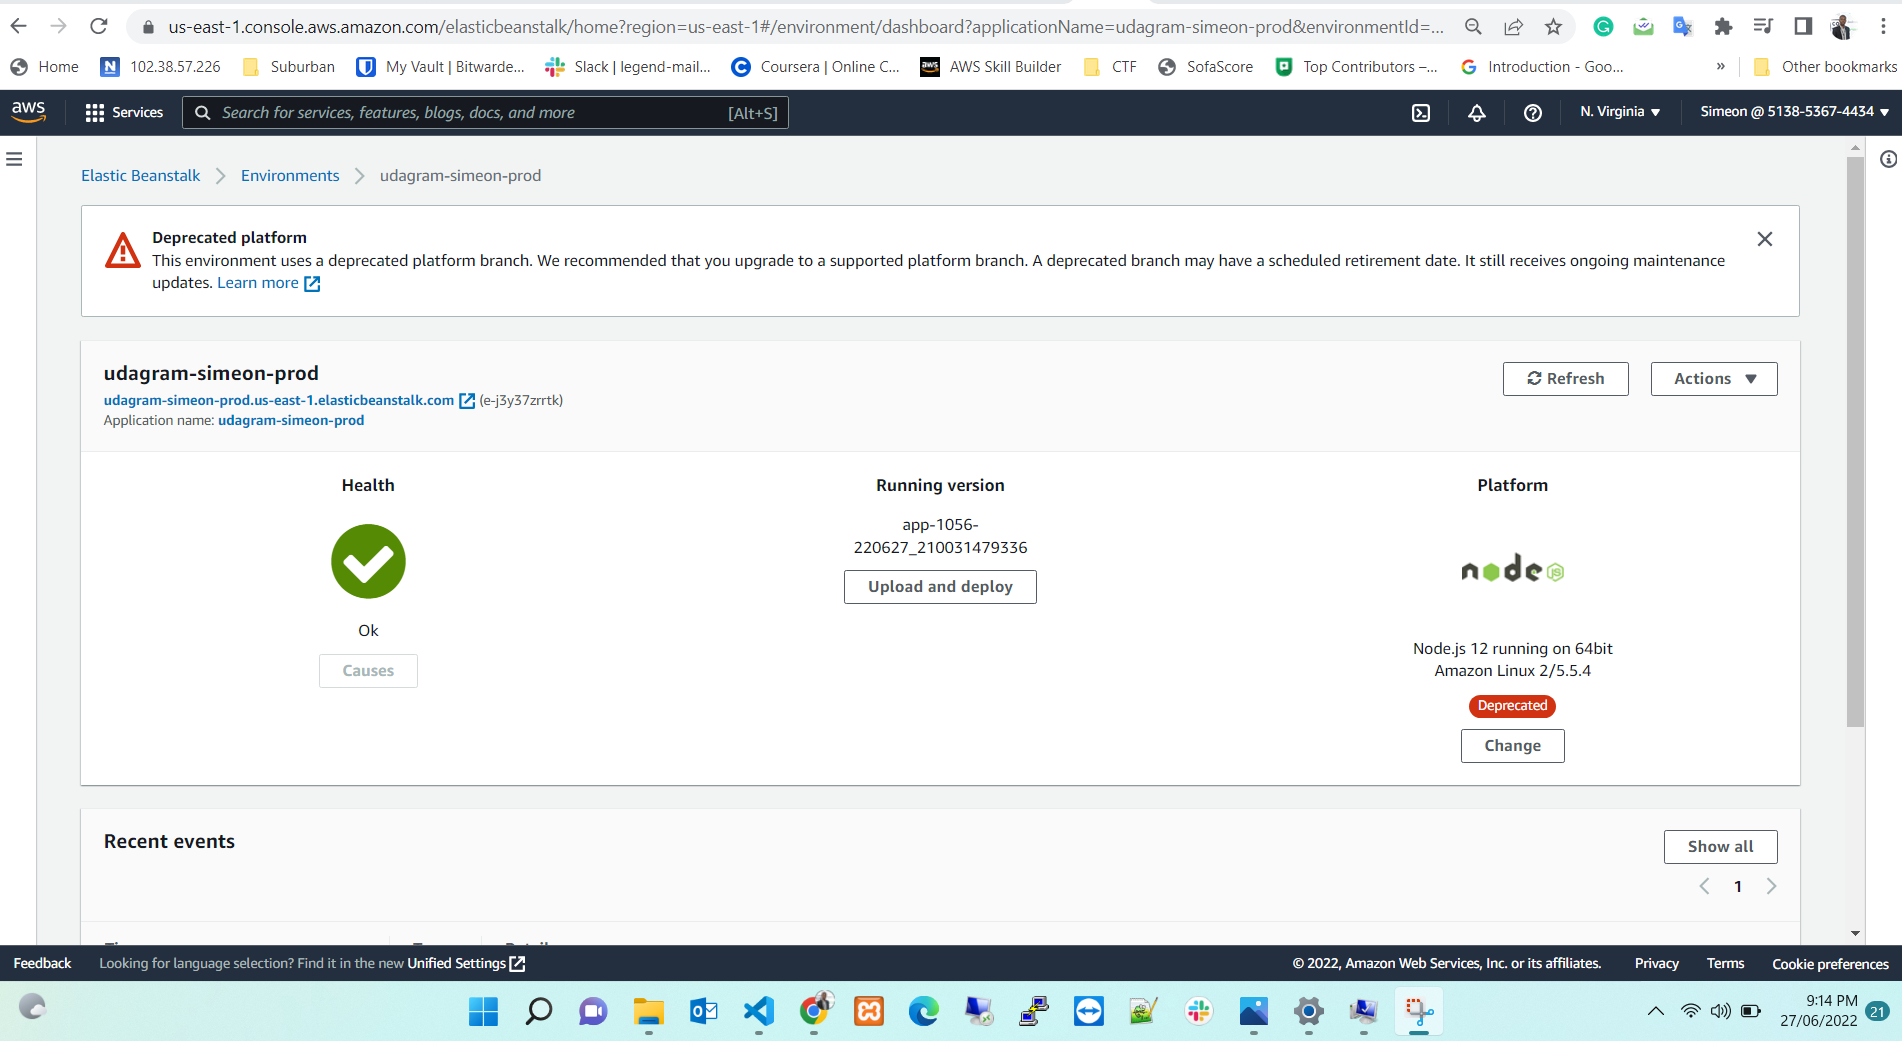 us-east-1.console.aws.amazon.com/elasticbeanstalk/home?region=us-east-1#/environment/dashboard?applicationName=udagram-simeon-prod&environmentId=...
Home
N
102.38.57.226
Suburban
My Vault | Bitwarde...
Slack | legend-mail...
Coursera | Online C...
aws
AWS Skill Builder
CTF
SofaScore
Top Contributors –...
Introduction - Goo...
»
Other bookmarks
aws
Services
Search for services, features, blogs, docs, and more
[Alt+S]
N. Virginia
Simeon @ 5138-5367-4434
Elastic Beanstalk
Environments
udagram-simeon-prod
Deprecated platform
This environment uses a deprecated platform branch. We recommended that you upgrade to a supported platform branch. A deprecated branch may have a scheduled retirement date. It still receives ongoing maintenance
updates. Learn more
udagram-simeon-prod
Refresh
Actions
udagram-simeon-prod.us-east-1.elasticbeanstalk.com (e-j3y37zrrtk)
Application name: udagram-simeon-prod
Health
Ok
Causes
Running version
app-1056-
220627_210031479336
Upload and deploy
Platform
node
JS
Node.js 12 running on 64bit
Amazon Linux 2/5.5.4
Deprecated
Change
Recent events
Show all
1
Feedback
Looking for language selection? Find it in the new Unified Settings
© 2022, Amazon Web Services, Inc. or its affiliates.
Privacy
Terms
Cookie preferences
9:14 PM
27/06/2022
21